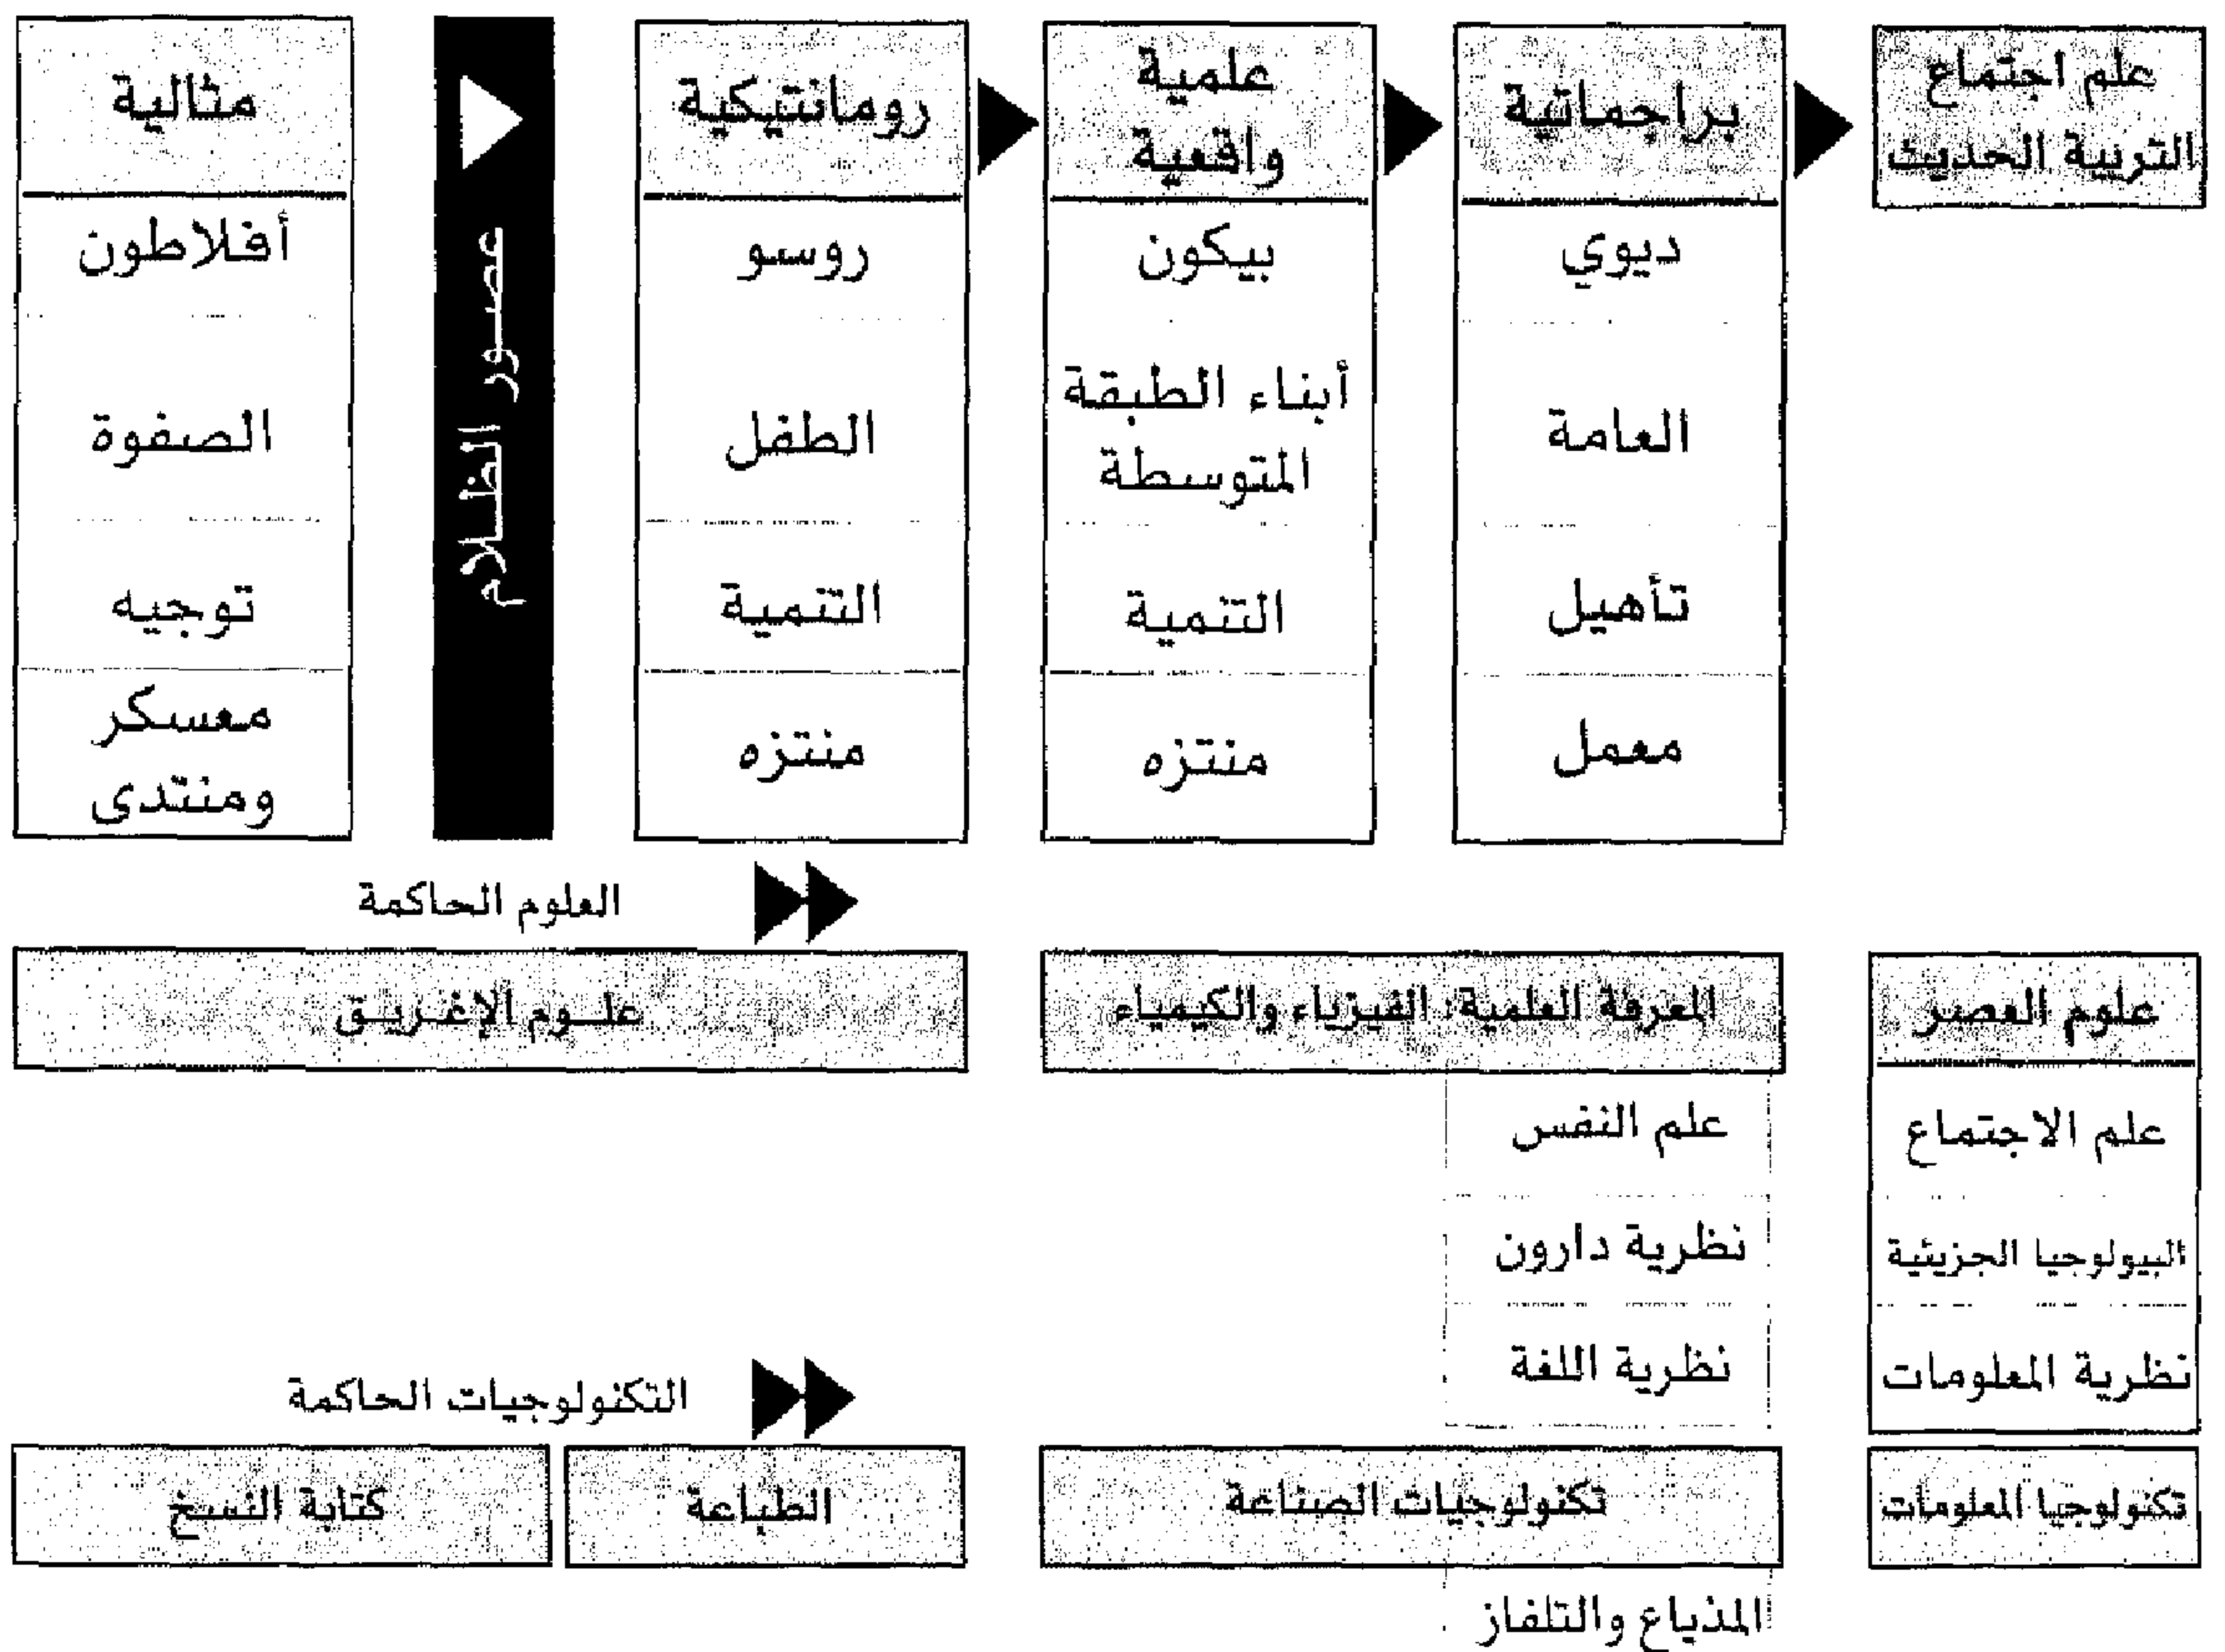 مثالية
أفلاطون
الصفوة
توجيه
معسكر
ومنتدى
عصور الظلام
رومانتيكية
روسو
الطفل
التنمية
منتزه
علمية
واقعية
بيكون
أبناء الطبقة
المتوسطة
التنمية
منتزه
براجماتية
ديوي
العامة
تأهيل
معمل
علم اجتماع
التربية الحديث
العلوم الحاكمة
علوم الإغريق
المعرفة العلمية: الفيزياء والكيمياء
علم النفس
نظرية دارون
نظرية اللغة
علوم العصر
علم الاجتماع
البيولوجيا الجزيئية
نظرية المعلومات
التكنولوجيات الحاكمة
كتابة النسخ
الطباعة
تكنولوجيات الصناعة
المذياع والتلفاز
تكنولوجيا المعلومات